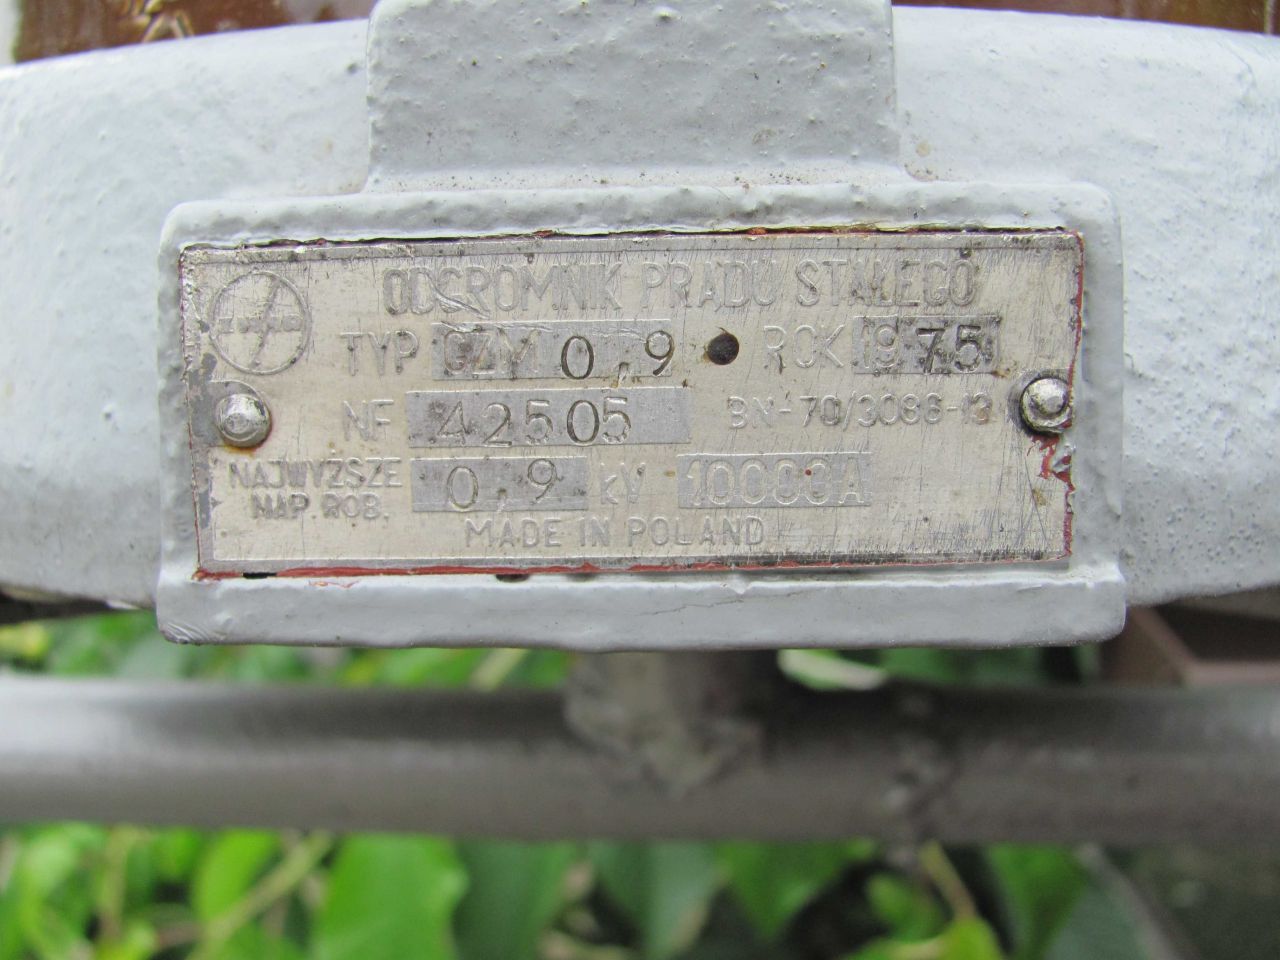 ODGROMNIK PRĄDU STAŁEGO
TYP GZM 0,9 ROK 1975
NF 42505 BN-70/3086-13
NAJWYŻSZE NAP. ROB. 0,9 kV 10000A
MADE IN POLAND